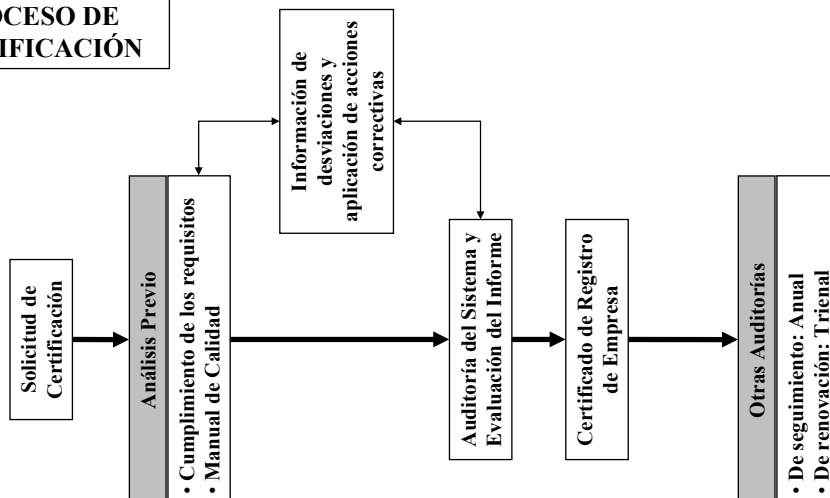 OCESO DE
IFICACIÓN
Solicitud de
Certificación
Análisis Previo
• Cumplimiento de los requisitos
• Manual de Calidad
Información de
desviaciones y
aplicación de acciones
correctivas
Auditoría del Sistema y
Evaluación del Informe
Certificado de Registro
de Empresa
Otras Auditorías
• De seguimiento: Anual
• De renovación: Trienal